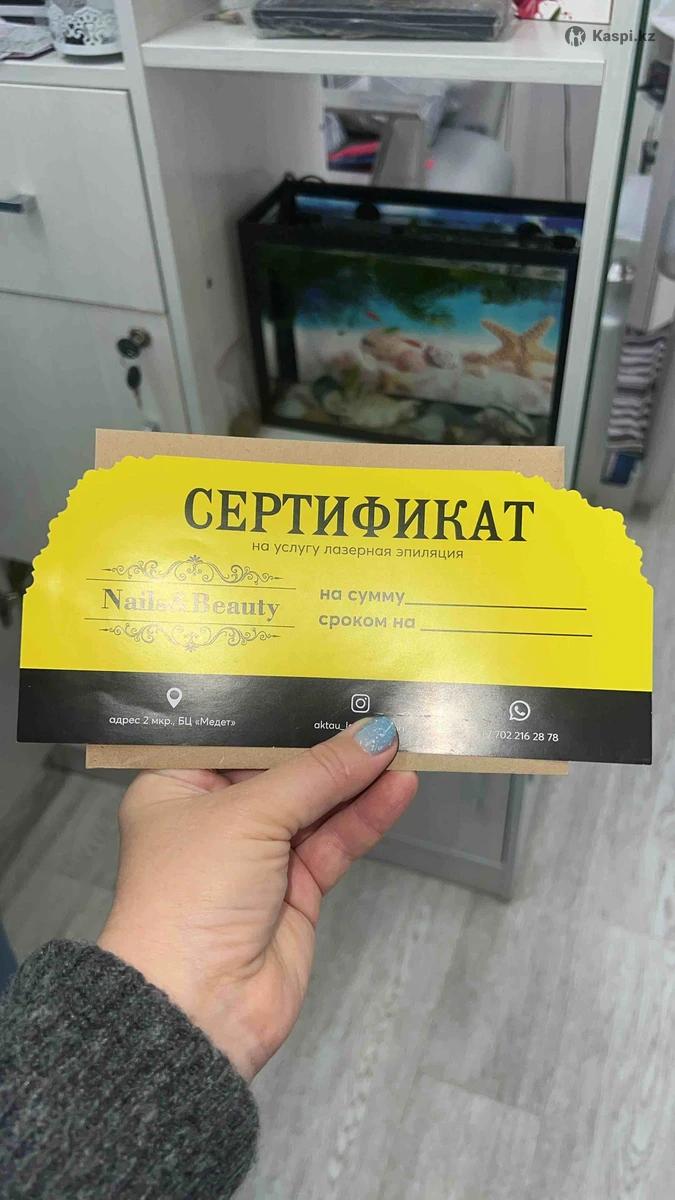 Kaspi.kz
СЕРТИФИКАТ
на услугу лазерная эпиляция
Nails&Beauty
на сумму
сроком на
адрес 2 мкр., БЦ «Медет»
702 216 28 78